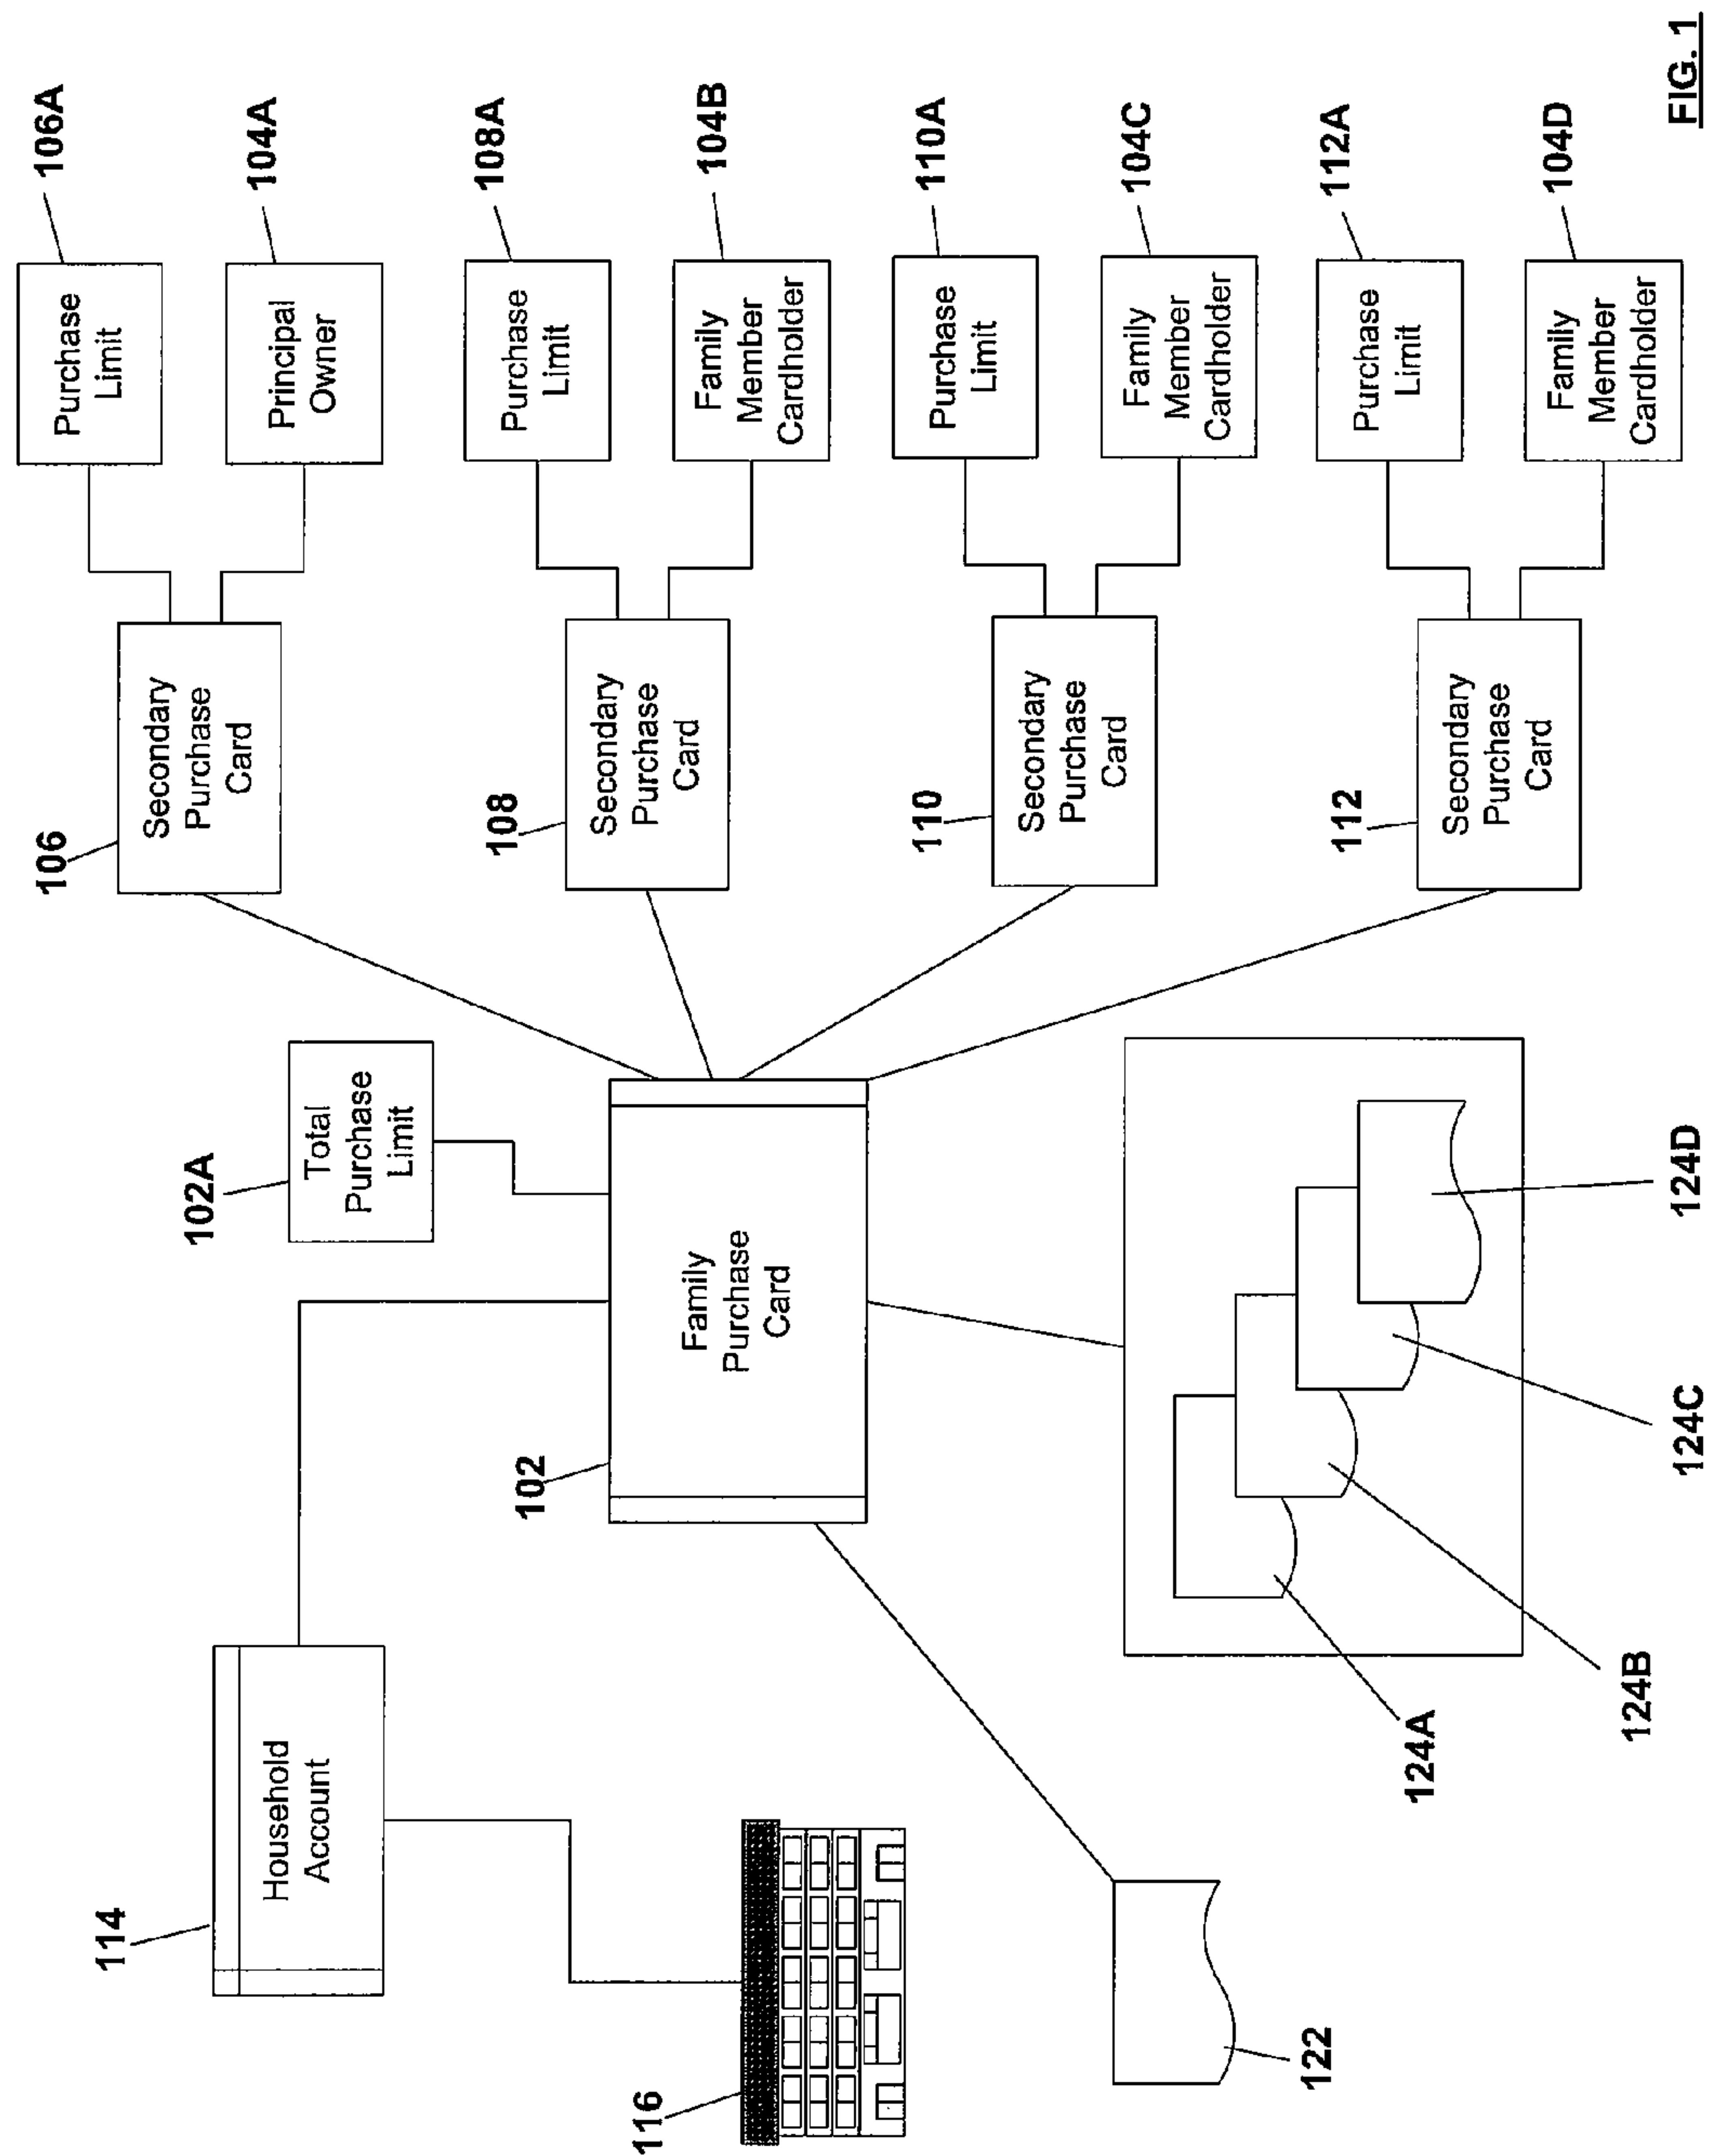 116
114
Household
Account
122
102
Family
Purchase
Card
102A
Total
Purchase
Limit
124A
124B
124C
124D
106
Secondary
Purchase
Card
Purchase
Limit
106A
Principal
Owner
104A
108
Secondary
Purchase
Card
Purchase
Limit
108A
Family
Member
Cardholder
104B
110
Secondary
Purchase
Card
Purchase
Limit
110A
Family
Member
Cardholder
104C
112
Secondary
Purchase
Card
Purchase
Limit
112A
Family
Member
Cardholder
104D
FIG. 1